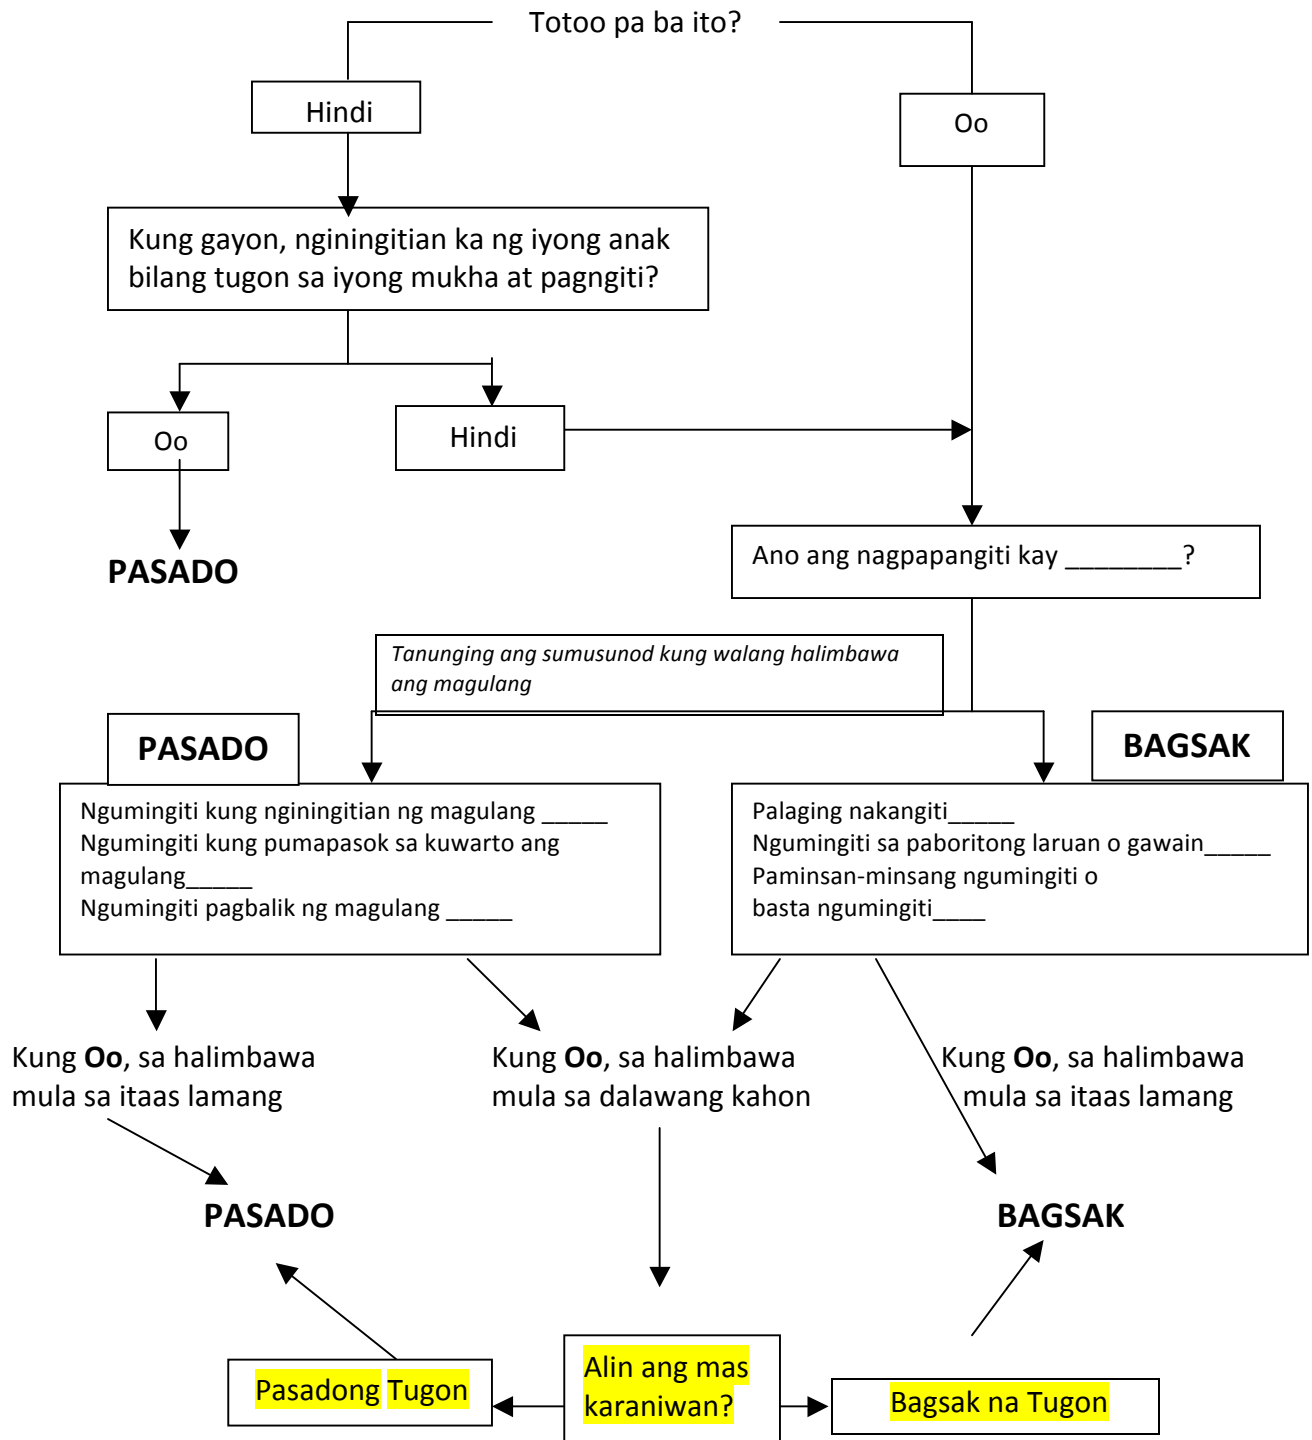 Totoo pa ba ito?
Hindi
Oo
Kung gayon, nginingitian ka ng iyong anak
bilang tugon sa iyong mukha at pagngiti?
Oo
Hindi
PASADO
Ano ang nagpapangiti kay ________?
Tanunging ang sumusunod kung walang halimbawa
ang magulang
PASADO
BAGSAK
Ngumingiti kung nginingitian ng magulang _____
Ngumingiti kung pumapasok sa kuwarto ang
magulang_____
Ngumingiti pagbalik ng magulang _____
Palaging nakangiti_____
Ngumingiti sa paboritong laruan o gawain_____
Paminsan-minsang ngumingiti o
basta ngumingiti____
Kung Oo, sa halimbawa
mula sa itaas lamang
Kung Oo, sa halimbawa
mula sa dalawang kahon
Kung Oo, sa halimbawa
mula sa itaas lamang
PASADO
BAGSAK
Pasadong Tugon
Alin ang mas
karaniwan?
Bagsak na Tugon